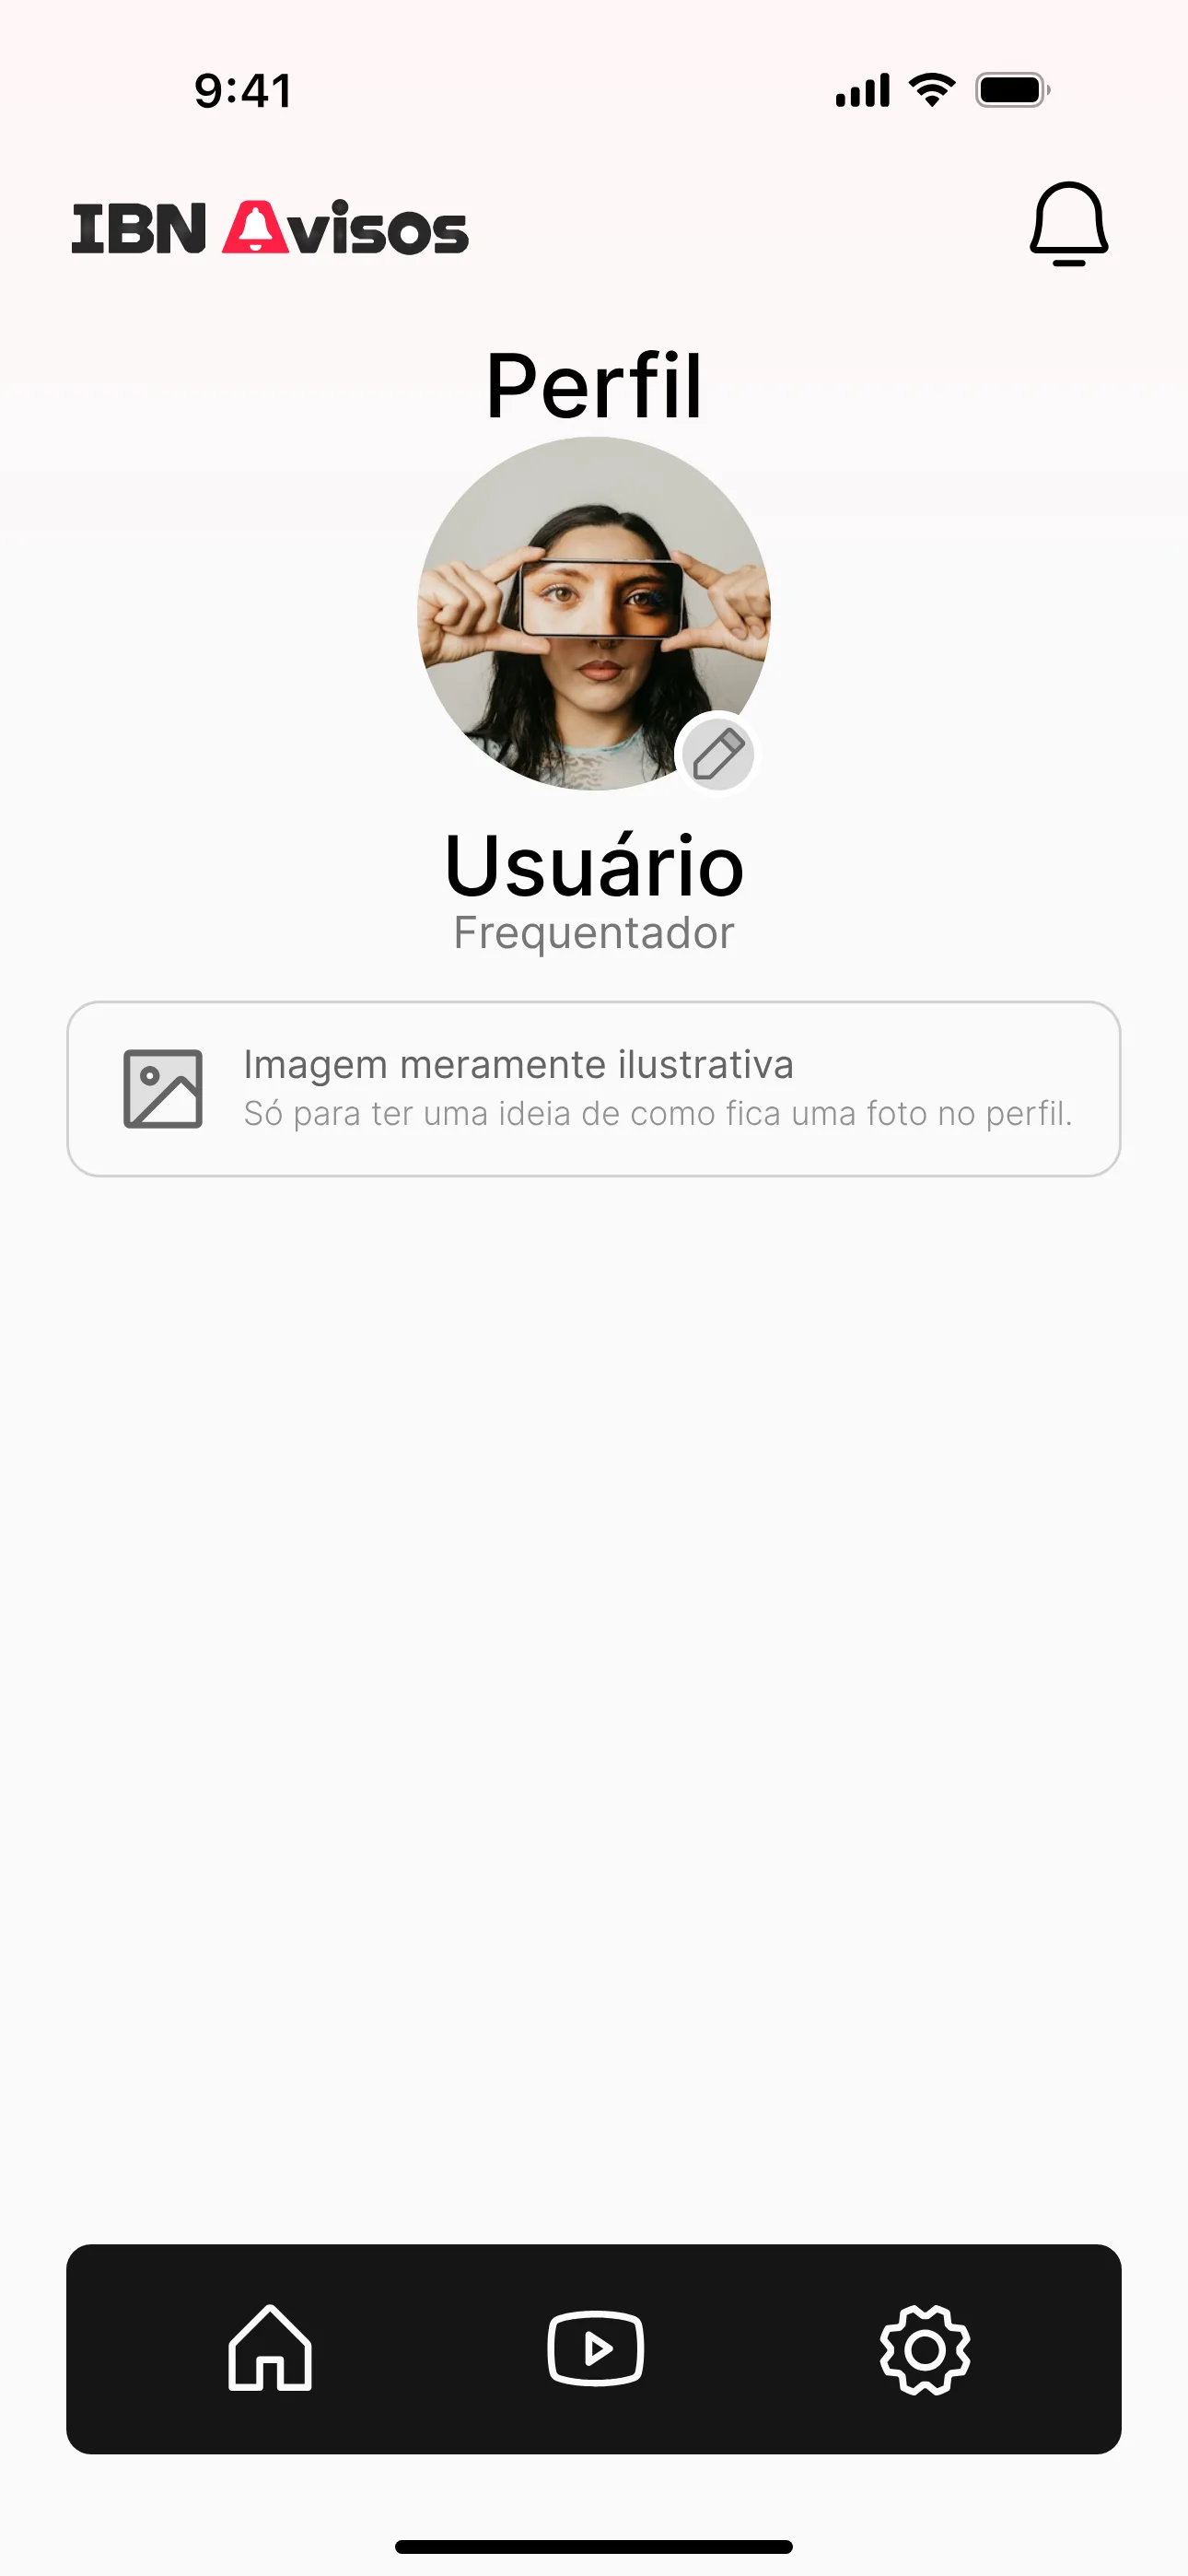 9:41
IBN Avisos
Perfil
Usuário
Frequentador
Imagem meramente ilustrativa
Só para ter uma ideia de como fica uma foto no perfil.